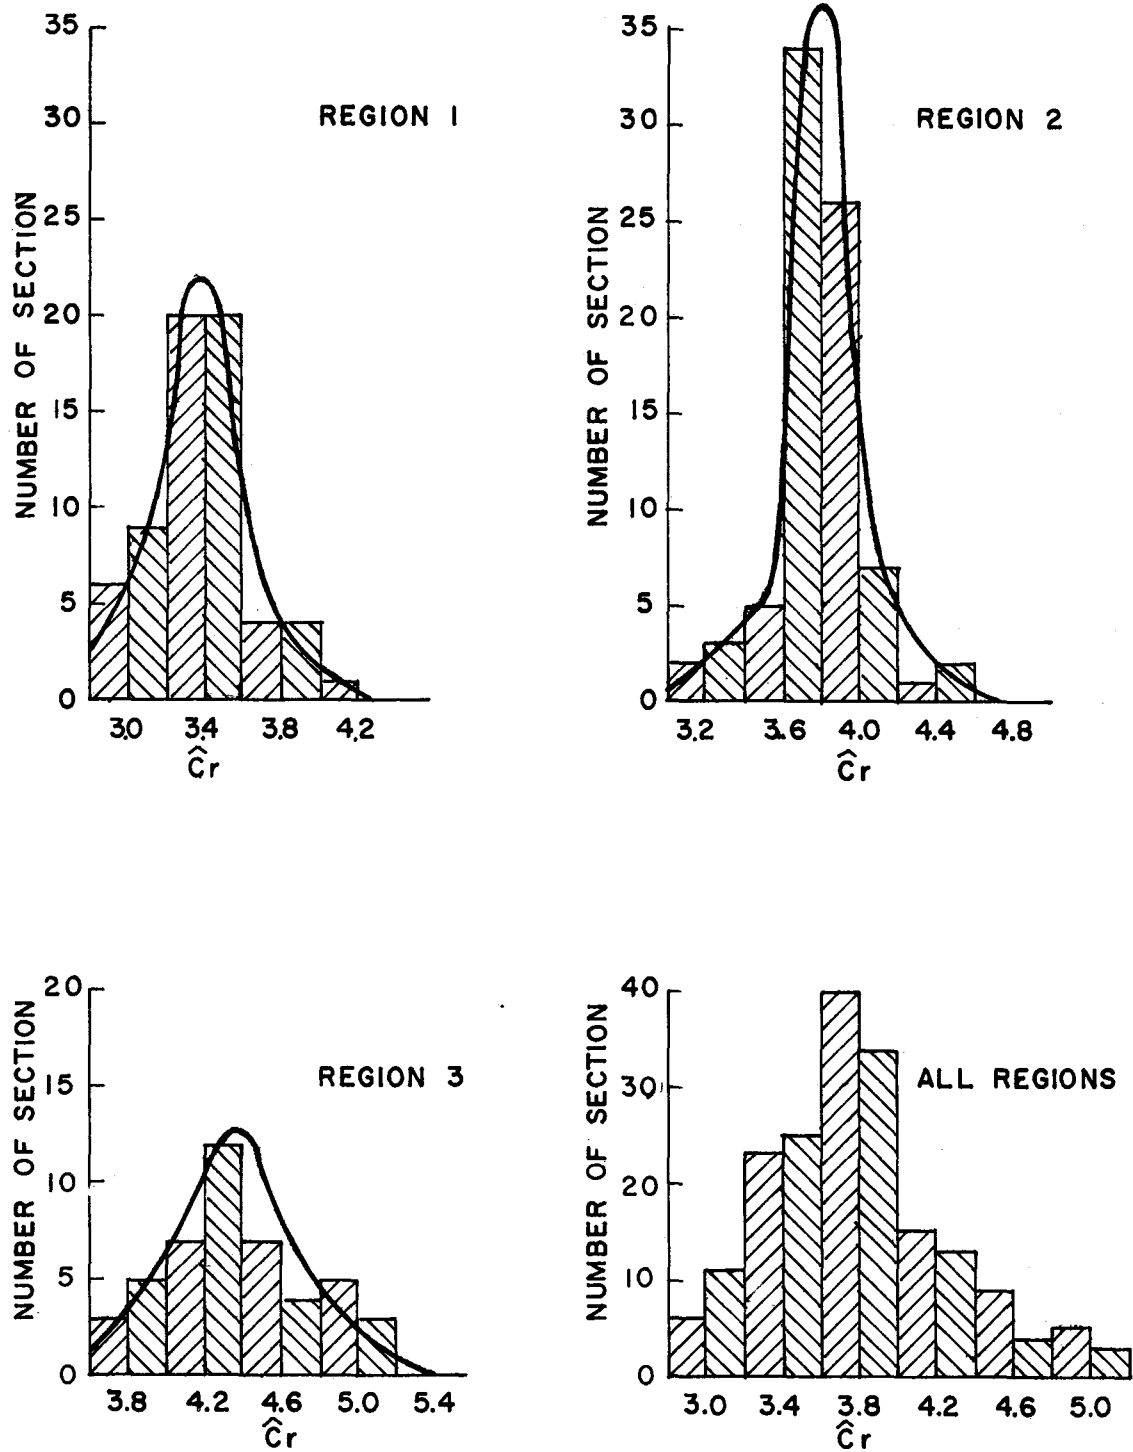 35
30
25
20
15
10
5
0
NUMBER OF SECTION
REGION 1
3.0 3.4 3.8 4.2
Ĉr
35
30
25
20
15
10
5
0
NUMBER OF SECTION
REGION 2
3.2 3.6 4.0 4.4 4.8
Ĉr
20
15
10
5
0
NUMBER OF SECTION
REGION 3
3.8 4.2 4.6 5.0 5.4
Ĉr
40
30
20
10
0
NUMBER OF SECTION
ALL REGIONS
3.0 3.4 3.8 4.2 4.6 5.0
Ĉr